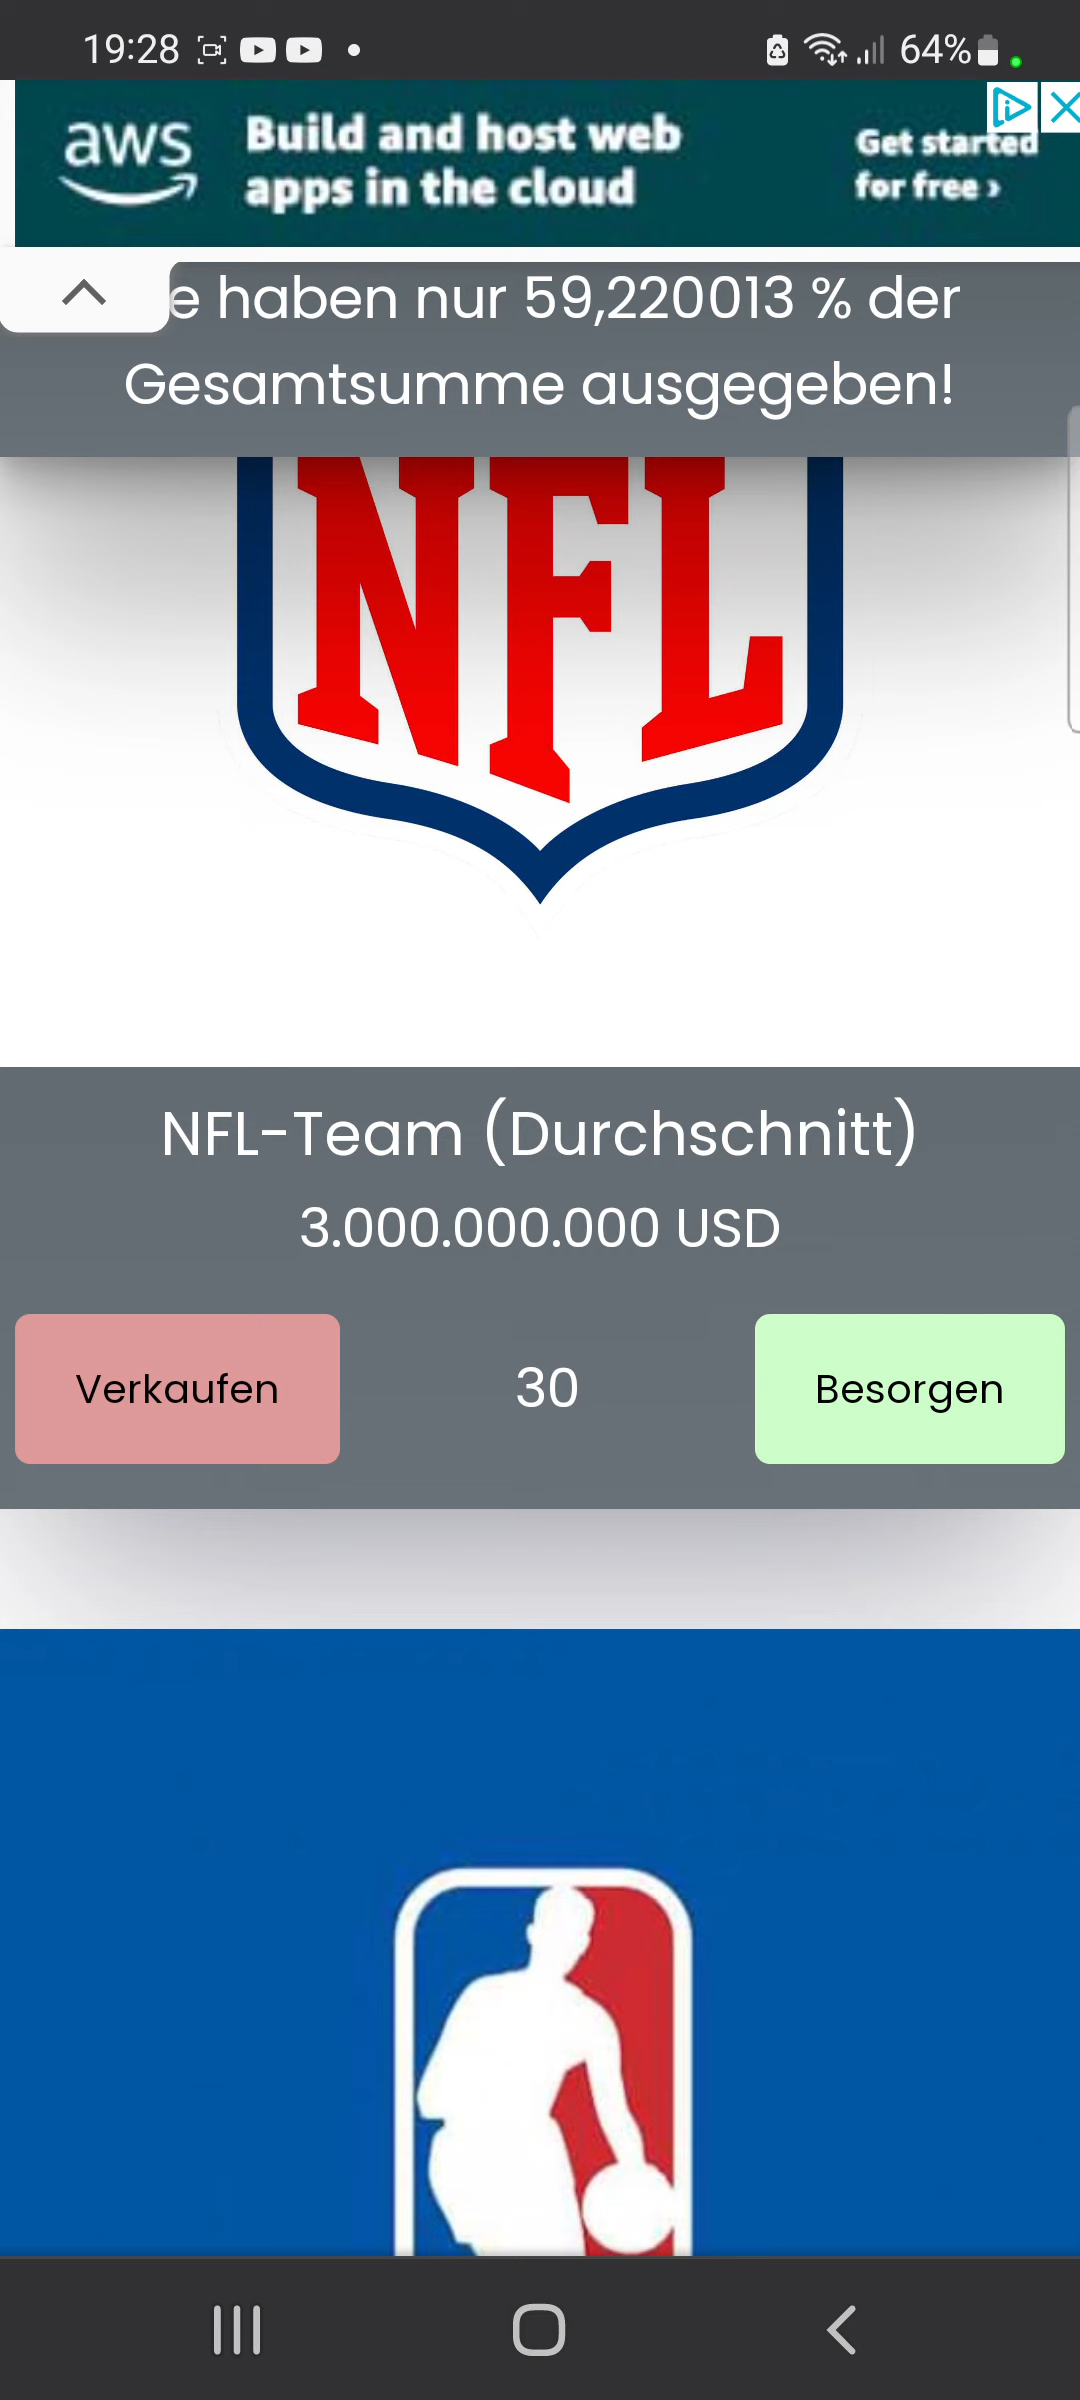 19:28
64%
aws
Build and host web
apps in the cloud
Get started
for free ›
e haben nur 59,220013 % der
Gesamtsumme ausgegeben!
NFL
NFL-Team (Durchschnitt)
3.000.000.000 USD
Verkaufen
30
Besorgen